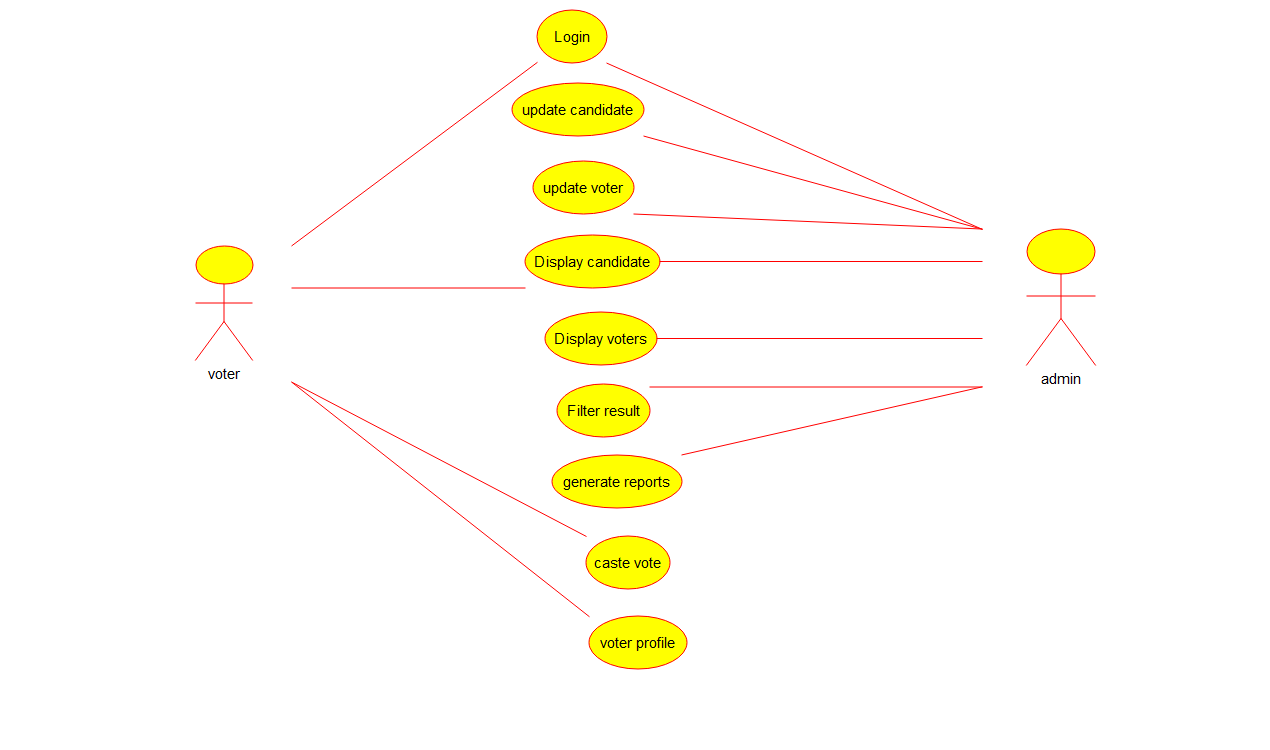 Login
update candidate
update voter
Display candidate
Display voters
voter
admin
Filter result
generate reports
caste vote
voter profile